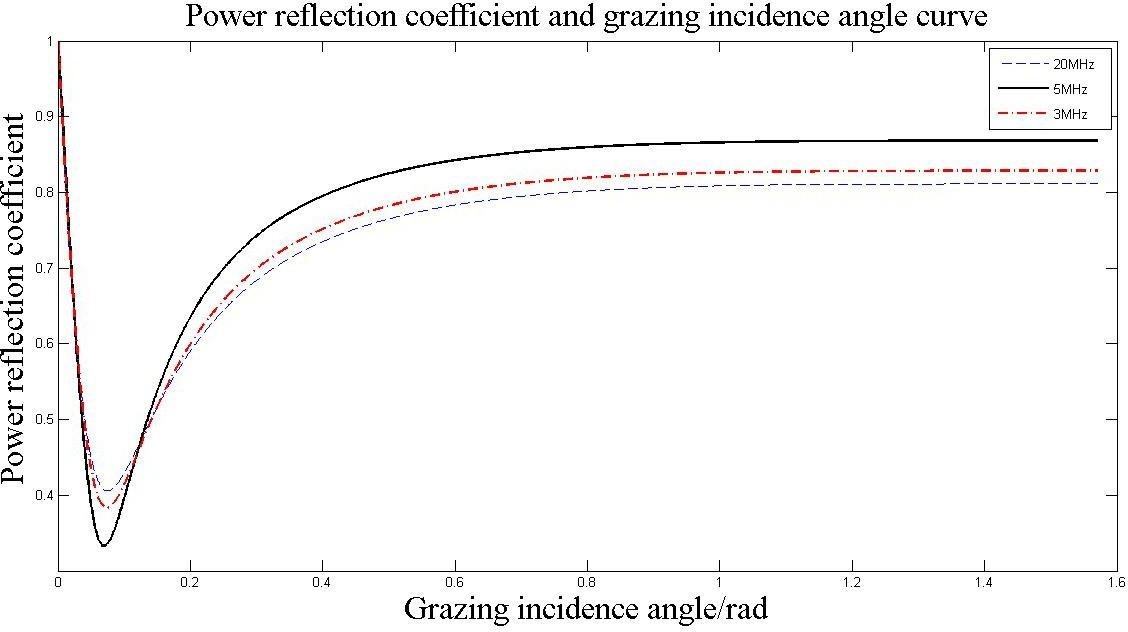 Power reflection coefficient and grazing incidence angle curve
20MHz
5MHz
3MHz
Power reflection coefficient
1
0.9
0.8
0.7
0.6
0.5
0.4
0
0.2
0.4
0.6
0.8
1
1.2
1.4
1.6
Grazing incidence angle/rad